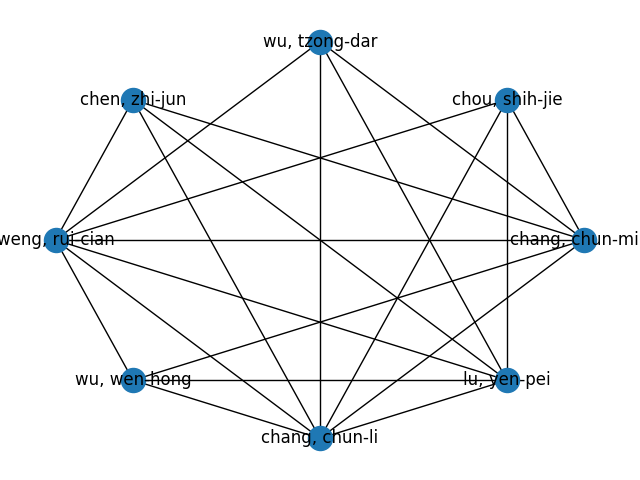 wu, tzong-dar
chen, zhi-jun
chou, shih-jie
weng, rui-cian
chang, chun-mi
wu, wen-hong
lu, yen-pei
chang, chun-li